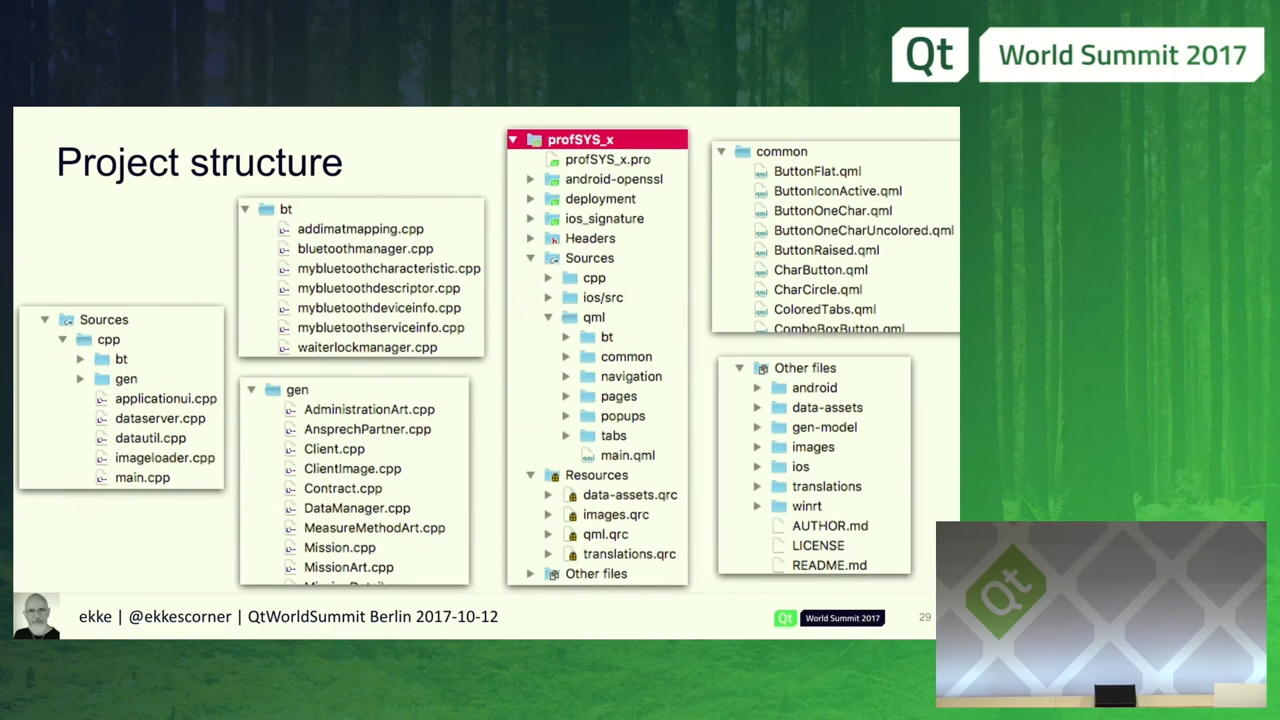 Qt World Summit 2017
Project structure
Sources
cpp
bt
gen
applicationui.cpp
dataserver.cpp
datautil.cpp
imageloader.cpp
main.cpp
bt
addimatmapping.cpp
bluetoothmanager.cpp
mybluetoothcharacteristic.cpp
mybluetoothdescriptor.cpp
mybluetoothdeviceinfo.cpp
mybluetoothserviceinfo.cpp
waiterlockmanager.cpp
gen
AdministrationArt.cpp
AnsprechPartner.cpp
Client.cpp
ClientImage.cpp
Contract.cpp
DataManager.cpp
MeasureMethodArt.cpp
Mission.cpp
MissionArt.cpp
profSYS_x
profSYS_x.pro
android-openssl
deployment
ios_signature
Headers
Sources
cpp
ios/src
qml
bt
common
navigation
pages
popups
tabs
main.qml
Resources
data-assets.qrc
images.qrc
qml.qrc
translations.qrc
Other files
common
ButtonFlat.qml
ButtonIconActive.qml
ButtonOneChar.qml
ButtonOneCharUncolored.qml
ButtonRaised.qml
CharButton.qml
CharCircle.qml
ColoredTabs.qml
ComboBoxButton.qml
Other files
android
data-assets
gen-model
images
ios
translations
winrt
AUTHOR.md
LICENSE
README.md
ekke | @ekkescorner | QtWorldSummit Berlin 2017-10-12
Qt World Summit 2017
29
Qt